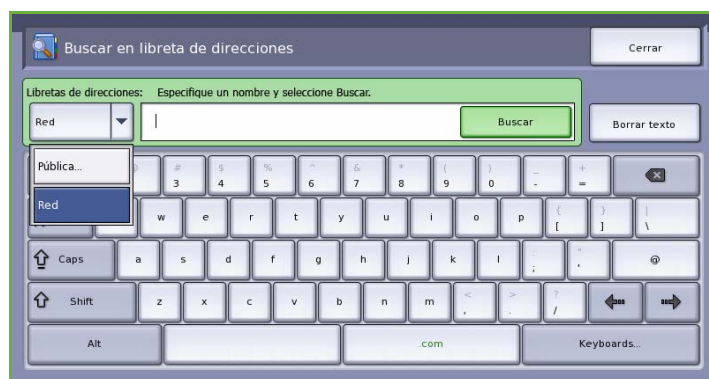 Buscar en libreta de direcciones
Cerrar
Libretas de direcciones: Especifique un nombre y seleccione Buscar.
Red
Buscar
Borrar texto
Pública...
Red
# $ % ^ & * ( ) _ +
3 4 5 6 7 8 9 0 - =
w e r t y u i o p { [ } ] | \
Caps a s d f g h j k l : ; " ' @
Shift z x c v b n m < , > . ? /
Alt .com Keyboards...